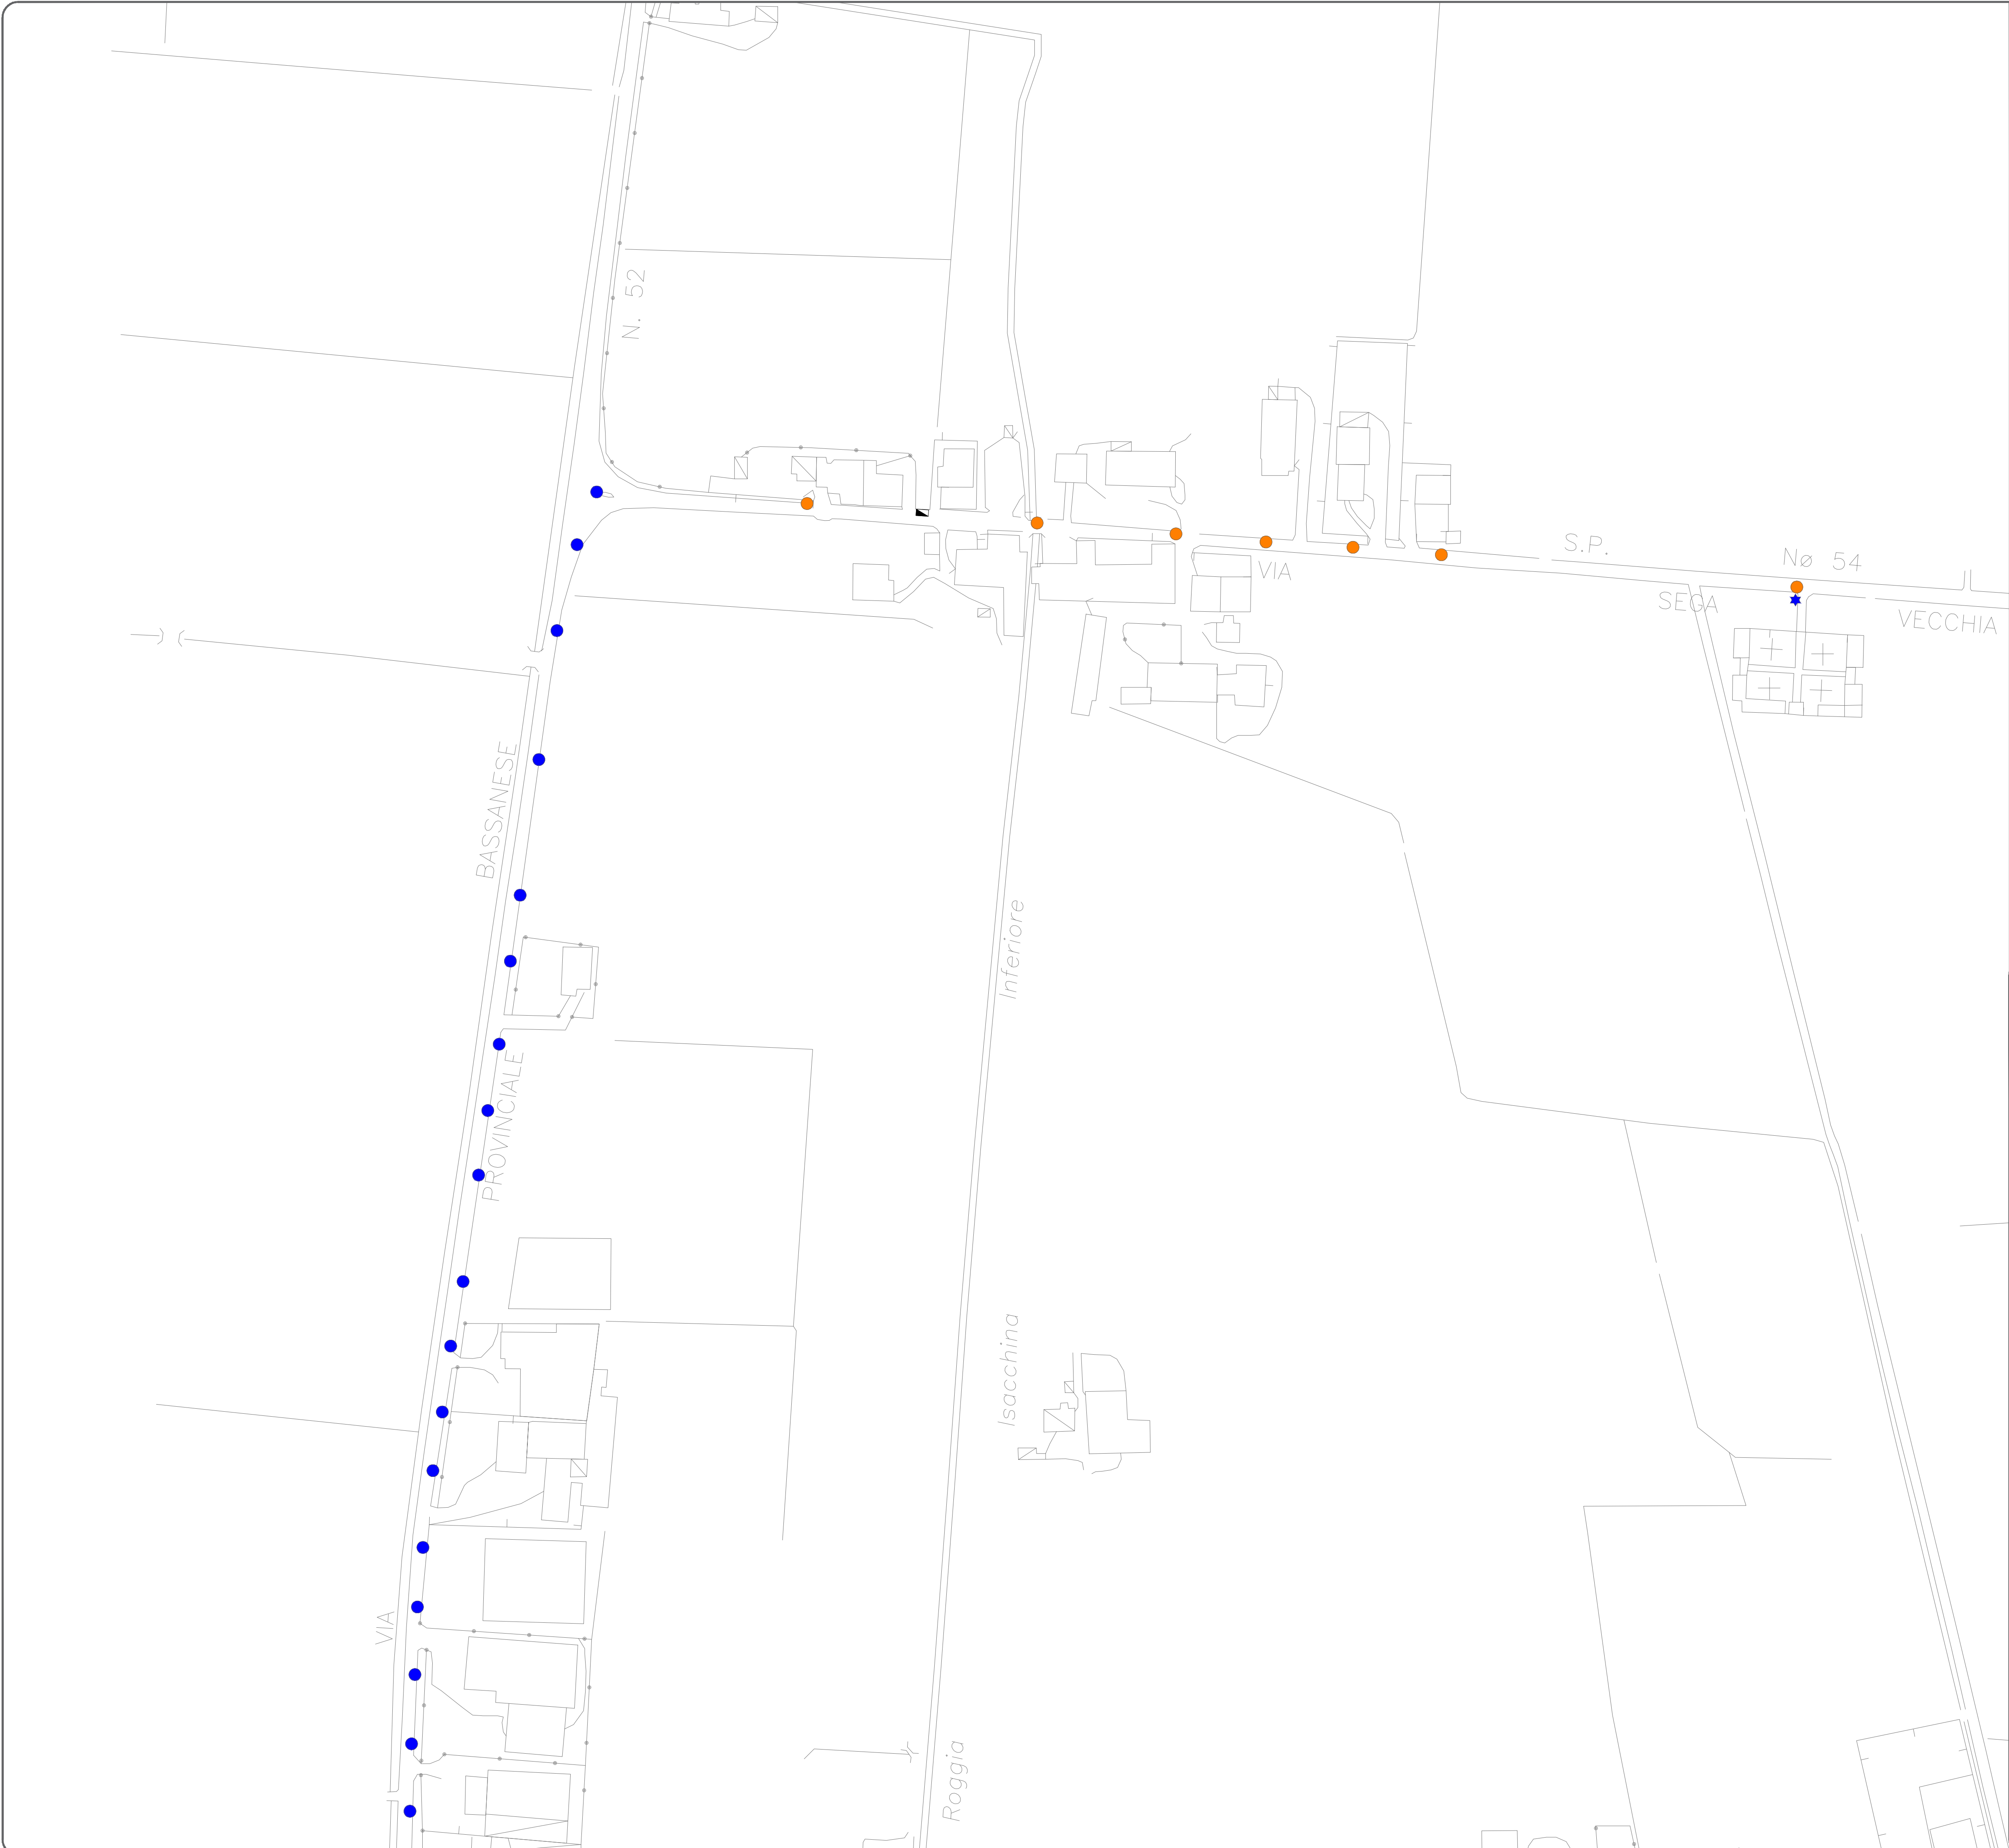 N. 52
S.P. Nø 54
VIA SEGA VECCHIA
VIA PROVINCIALE BASSANESE
Roggia Isacchina Inferiore